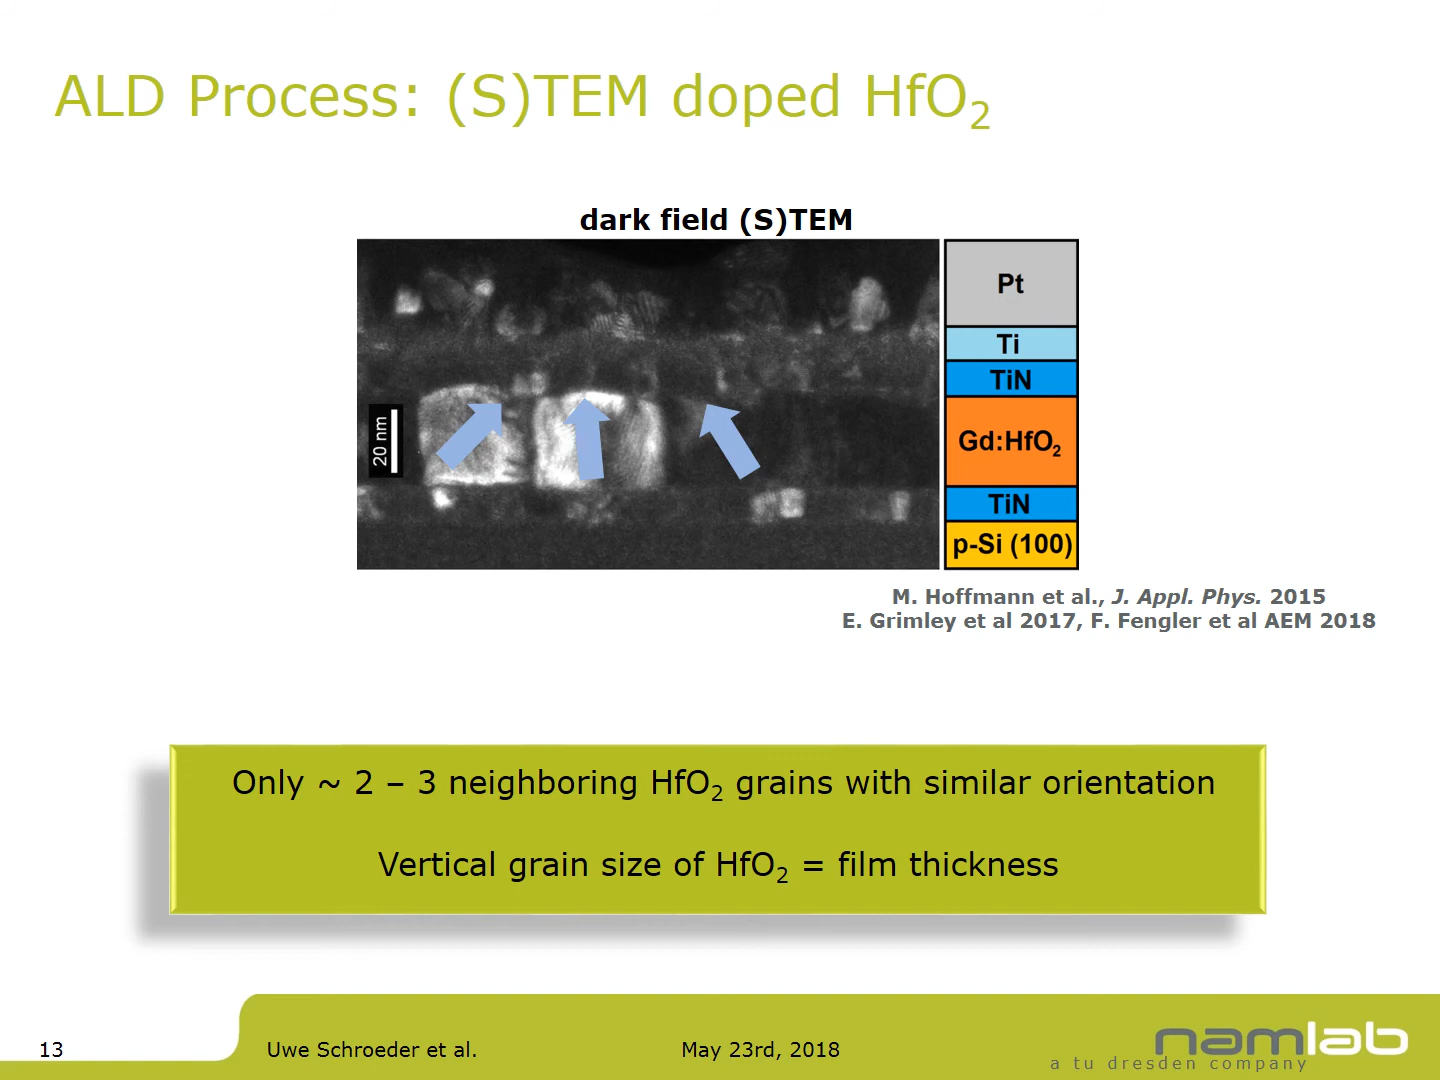 ALD Process: (S)TEM doped HfO₂
dark field (S)TEM
20 nm
Pt
Ti
TiN
Gd:HfO₂
TiN
p-Si (100)
M. Hoffmann et al., J. Appl. Phys. 2015
E. Grimley et al 2017, F. Fengler et al AEM 2018
Only ~ 2 – 3 neighboring HfO₂ grains with similar orientation
Vertical grain size of HfO₂ = film thickness
13
Uwe Schroeder et al.
May 23rd, 2018
namlab
a tu dresden company